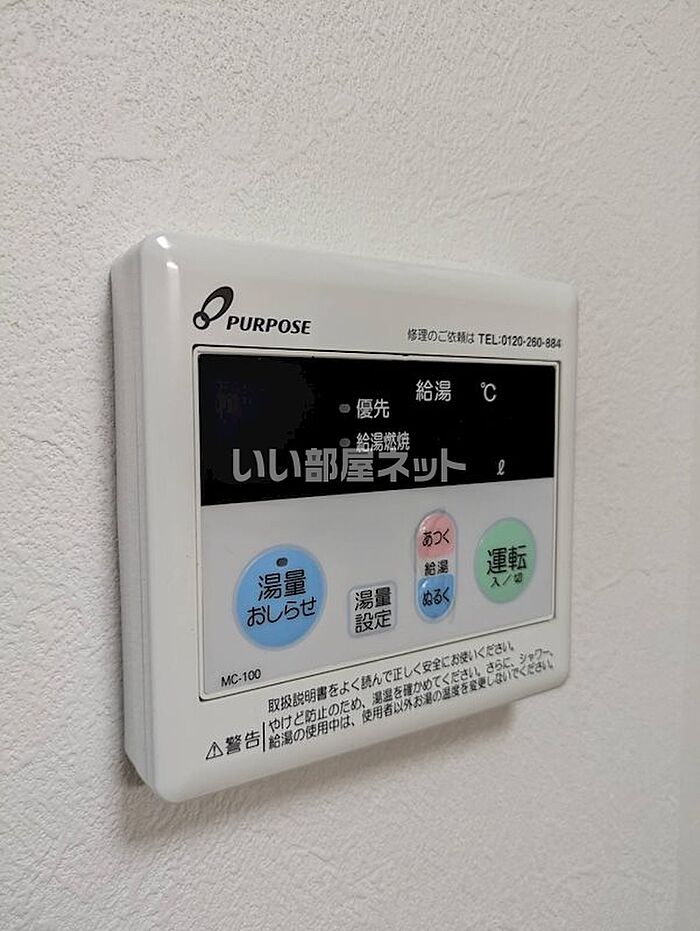 PURPOSE
修理のご依頼は TEL:0120-260-884
給湯 ℃
優先
給湯燃焼
いい部屋ネット
ℓ
湯量
おしらせ
湯量
設定
あつく
給湯
ぬるく
運転
入/切
MC-100
⚠警告
取扱説明書をよく読んで正しく安全にお使いください。
やけど防止のため、湯温を確かめてください。さらに、シャワー、
給湯の使用中は、使用者以外お湯の温度を変更しないでください。